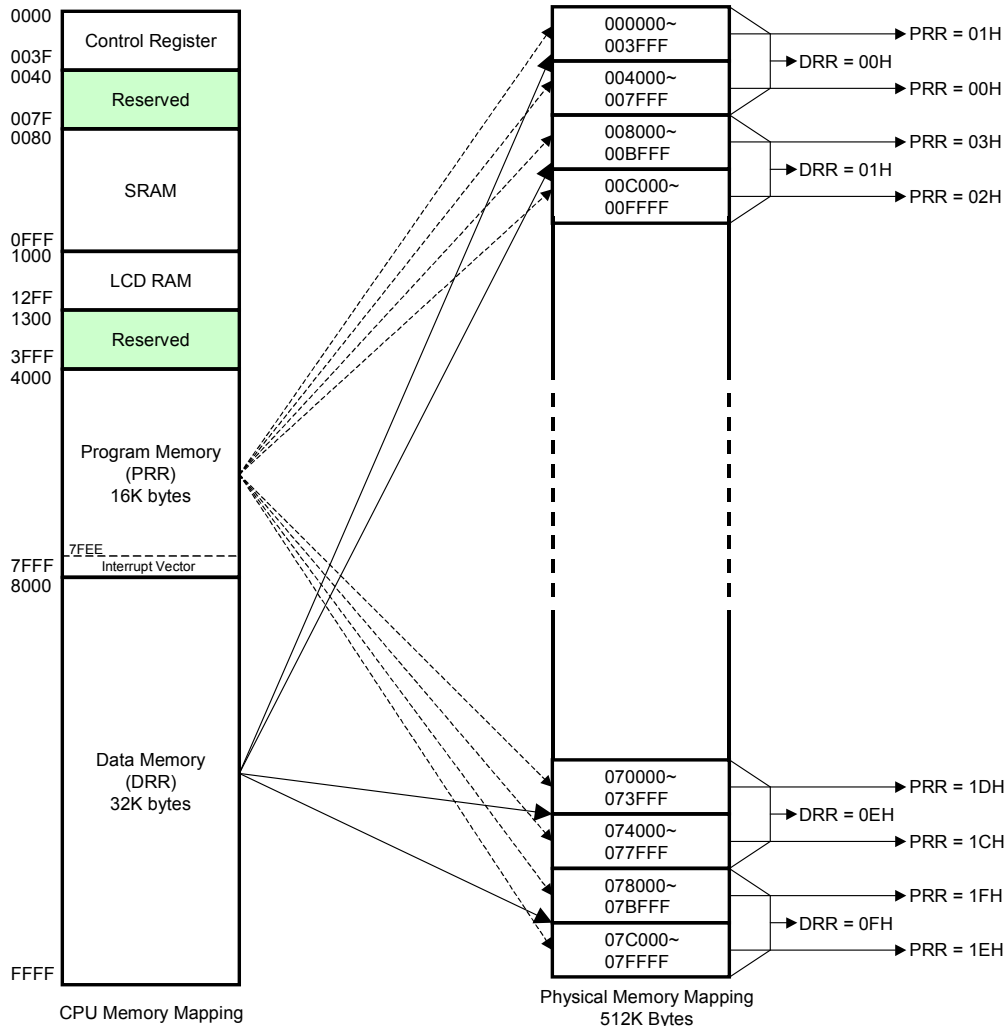 0000
Control Register
003F
0040
Reserved
007F
0080
SRAM
0FFF
1000
LCD RAM
12FF
1300
Reserved
3FFF
4000
Program Memory
(PRR)
16K bytes
7FEE
Interrupt Vector
7FFF
8000
Data Memory
(DRR)
32K bytes
FFFF
CPU Memory Mapping
000000~
003FFF
004000~
007FFF
008000~
00BFFF
00C000~
00FFFF
070000~
073FFF
074000~
077FFF
078000~
07BFFF
07C000~
07FFFF
Physical Memory Mapping
512K Bytes
PRR = 01H
DRR = 00H
PRR = 00H
PRR = 03H
DRR = 01H
PRR = 02H
PRR = 1DH
DRR = 0EH
PRR = 1CH
PRR = 1FH
DRR = 0FH
PRR = 1EH